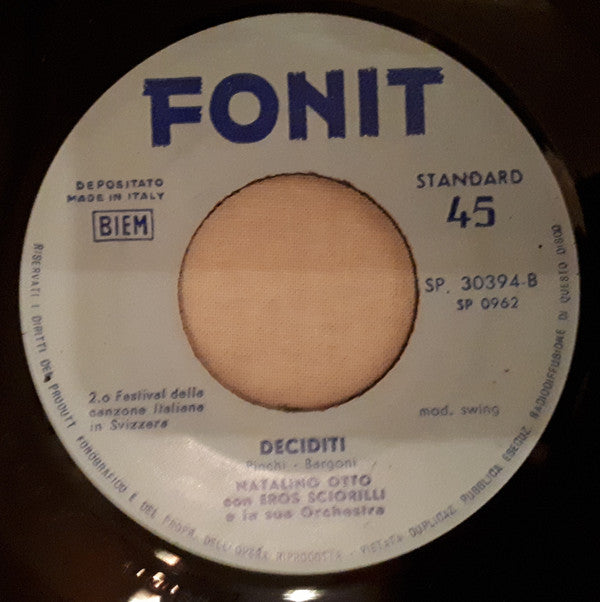 FONIT
DEPOSITATO
MADE IN ITALY
BIEM
STANDARD
45
SP. 30394-B
SP 0962
2.o Festival della
canzone Italiana
in Svizzera
mod. swing
DECIDITI
Pinchi - Bargoni
NATALINO OTTO
con EROS SCIORILLI
e la sua Orchestra
RISERVATI I DIRITTI DEL PRODUTT FONOGRAFICO E DEL PROPR. DELL'OPERA RIPRODOTTA - VIETATA DUPLICAZ. PUBBLICA ESECUZ. RADIODIFFUSIONE DI QUESTO DISCO